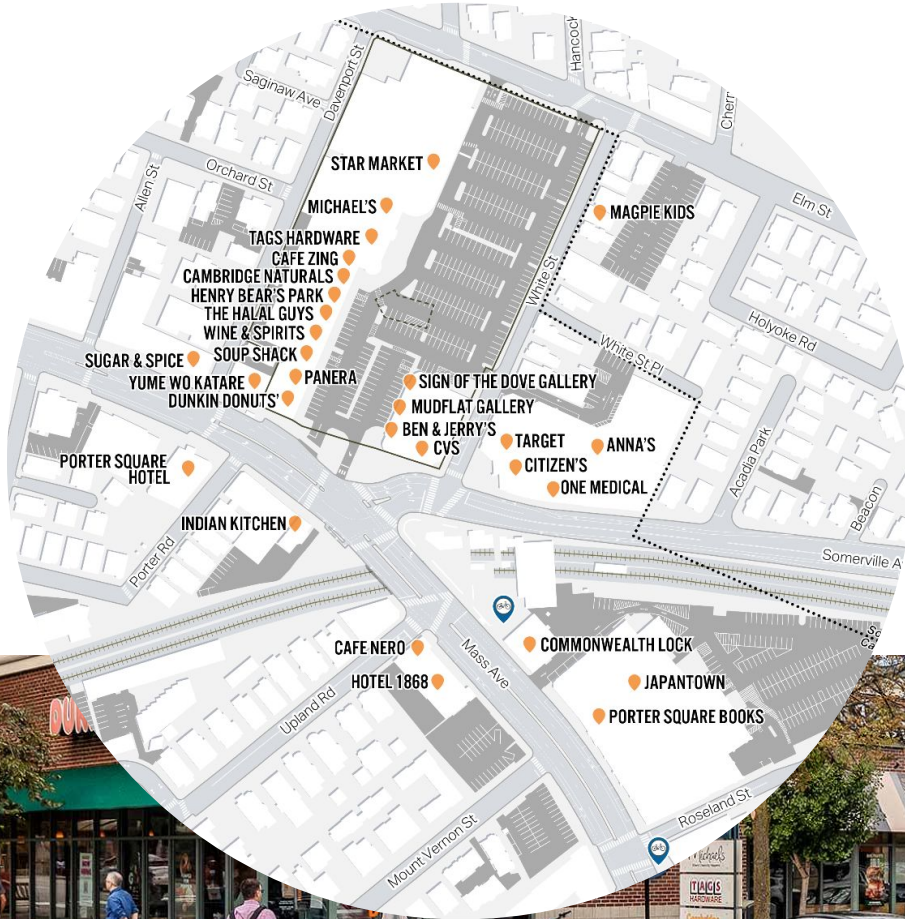 Hancock
Saginaw Ave
Davenport St
Cherr
Orchard St
Allen St
Elm St
STAR MARKET
MICHAEL'S
MAGPIE KIDS
TAGS HARDWARE
CAFE ZING
CAMBRIDGE NATURALS
HENRY BEAR'S PARK
THE HALAL GUYS
WINE & SPIRITS
SOUP SHACK
White St
Holyoke Rd
White St Pl
SUGAR & SPICE
YUME WO KATARE
PANERA
DUNKIN DONUTS'
SIGN OF THE DOVE GALLERY
MUDFLAT GALLERY
BEN & JERRY'S
CVS
TARGET
ANNA'S
CITIZEN'S
ONE MEDICAL
Acadia Park
Beacon
PORTER SQUARE
HOTEL
INDIAN KITCHEN
Porter Rd
Somerville A
CAFE NERO
COMMONWEALTH LOCK
HOTEL 1868
Mass Ave
JAPANTOWN
PORTER SQUARE BOOKS
Upland Rd
Roseland St
Mount Vernon St
DUN
Michaels
TAGS
HARDWARE
Cambridge